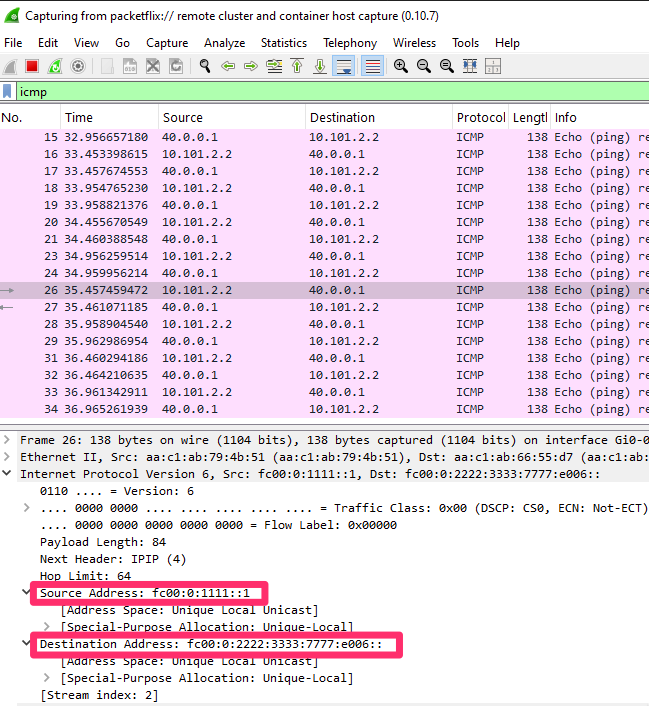 Capturing from packetflix:// remote cluster and container host capture (0.10.7)
File Edit View Go Capture Analyze Statistics Telephony Wireless Tools Help
icmp
No. Time Source Destination Protocol Lengtl Info
15 32.956657180 40.0.0.1 10.101.2.2 ICMP 138 Echo (ping) re
16 33.453398615 10.101.2.2 40.0.0.1 ICMP 138 Echo (ping) re
17 33.457674553 40.0.0.1 10.101.2.2 ICMP 138 Echo (ping) re
18 33.954765230 10.101.2.2 40.0.0.1 ICMP 138 Echo (ping) re
19 33.958821376 40.0.0.1 10.101.2.2 ICMP 138 Echo (ping) re
20 34.455670549 10.101.2.2 40.0.0.1 ICMP 138 Echo (ping) re
21 34.460388548 40.0.0.1 10.101.2.2 ICMP 138 Echo (ping) re
23 34.956259514 10.101.2.2 40.0.0.1 ICMP 138 Echo (ping) re
24 34.959956214 40.0.0.1 10.101.2.2 ICMP 138 Echo (ping) re
26 35.457459472 10.101.2.2 40.0.0.1 ICMP 138 Echo (ping) re
27 35.461071185 40.0.0.1 10.101.2.2 ICMP 138 Echo (ping) re
28 35.958904540 10.101.2.2 40.0.0.1 ICMP 138 Echo (ping) re
29 35.962986954 40.0.0.1 10.101.2.2 ICMP 138 Echo (ping) re
31 36.460294186 10.101.2.2 40.0.0.1 ICMP 138 Echo (ping) re
32 36.464210635 40.0.0.1 10.101.2.2 ICMP 138 Echo (ping) re
33 36.961342911 10.101.2.2 40.0.0.1 ICMP 138 Echo (ping) re
34 36.965261939 40.0.0.1 10.101.2.2 ICMP 138 Echo (ping) re
Frame 26: 138 bytes on wire (1104 bits), 138 bytes captured (1104 bits) on interface Gi0-0
Ethernet II, Src: aa:c1:ab:79:4b:51 (aa:c1:ab:79:4b:51), Dst: aa:c1:ab:66:55:d7 (aa:c1:ab:
Internet Protocol Version 6, Src: fc00:0:1111::1, Dst: fc00:0:2222:3333:7777:e006::
0110 .... = Version: 6
.... 0000 0000 .... .... .... .... .... = Traffic Class: 0x00 (DSCP: CS0, ECN: Not-ECT)
.... 0000 0000 0000 0000 0000 = Flow Label: 0x00000
Payload Length: 84
Next Header: IPIP (4)
Hop Limit: 64
Source Address: fc00:0:1111::1
[Address Space: Unique Local Unicast]
[Special-Purpose Allocation: Unique-Local]
Destination Address: fc00:0:2222:3333:7777:e006::
[Address Space: Unique Local Unicast]
[Special-Purpose Allocation: Unique-Local]
[Stream index: 2]